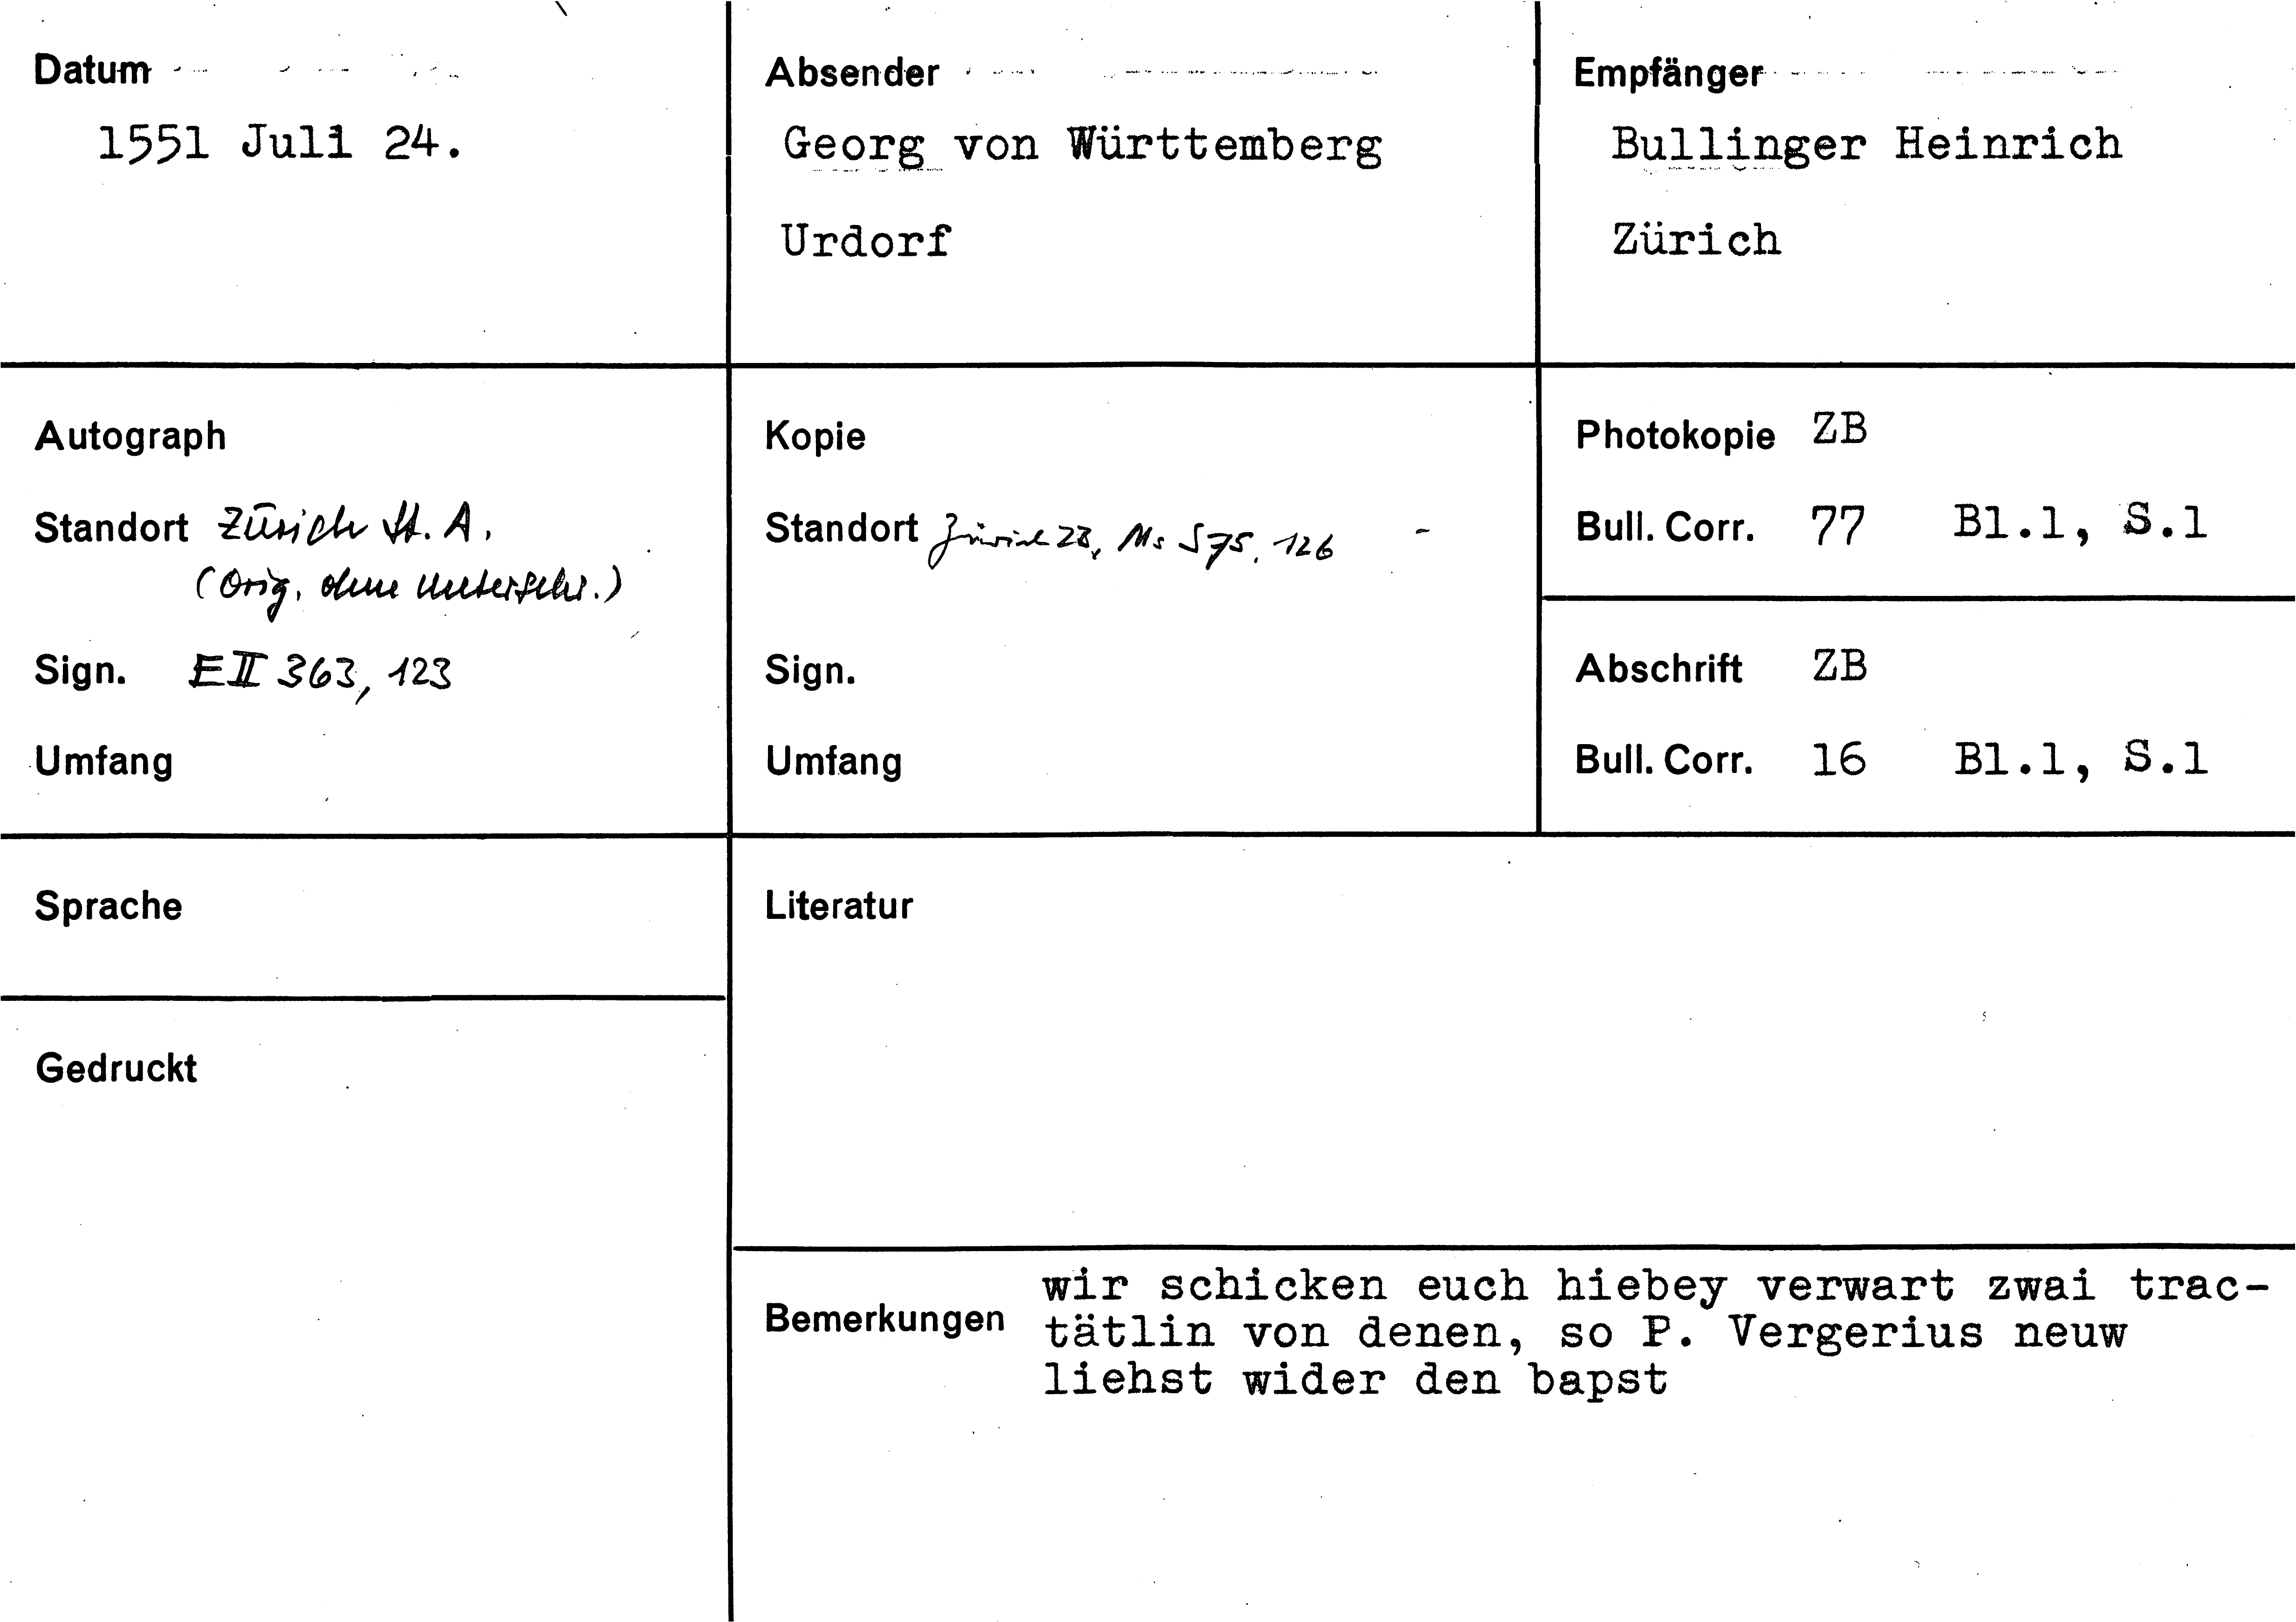 Datum
1551 Juli 24.
Absender
Georg von Württemberg
Urdorf
Empfänger
Bullinger Heinrich
Zürich
Autograph
Standort Zürich St. A.
(Orig. ohne Unterschr.)
Sign. E II 363, 123
Umfang
Kopie
Standort Zürich ZB, Ms S 75, 126
Sign.
Umfang
Photokopie ZB
Bull. Corr. 77 Bl.1, S.1
Abschrift ZB
Bull. Corr. 16 Bl.1, S.1
Sprache
Gedruckt
Literatur
Bemerkungen
wir schicken euch hiebey verwart zwai trac-
tätlin von denen, so P. Vergerius neuw
liehst wider den bapst